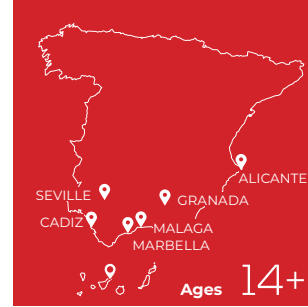 ALICANTE
SEVILLE
GRANADA
CADIZ
MALAGA
MARBELLA
Ages 14+